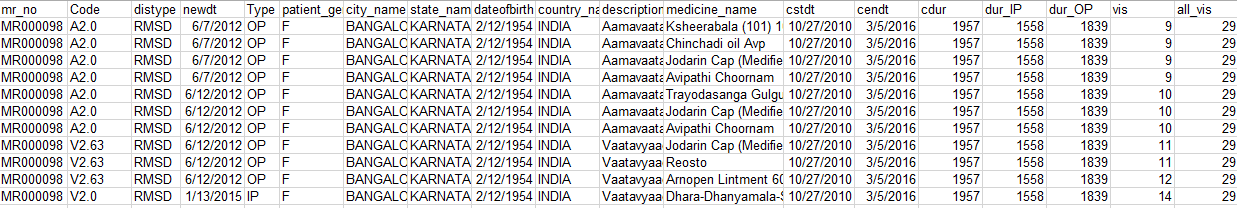 mr_no Code distype newdt Type patient_ge city_name state_nam dateofbirth country_na description medicine_name cstdt cendt cdur dur_IP dur_OP vis all_vis
MR000098 A2.0 RMSD 6/7/2012 OP F BANGALC KARNATA 2/12/1954 INDIA Aamavaata Ksheerabala (101) 10 10/27/2010 3/5/2016 1957 1558 1839 9 29
MR000098 A2.0 RMSD 6/7/2012 OP F BANGALC KARNATA 2/12/1954 INDIA Aamavaata Chinchadi oil Avp 10/27/2010 3/5/2016 1957 1558 1839 9 29
MR000098 A2.0 RMSD 6/7/2012 OP F BANGALC KARNATA 2/12/1954 INDIA Aamavaata Jodarin Cap (Modifie 10/27/2010 3/5/2016 1957 1558 1839 9 29
MR000098 A2.0 RMSD 6/7/2012 OP F BANGALC KARNATA 2/12/1954 INDIA Aamavaata Avipathi Choornam 10/27/2010 3/5/2016 1957 1558 1839 9 29
MR000098 A2.0 RMSD 6/12/2012 OP F BANGALC KARNATA 2/12/1954 INDIA Aamavaata Trayodasanga Gulgu 10/27/2010 3/5/2016 1957 1558 1839 10 29
MR000098 A2.0 RMSD 6/12/2012 OP F BANGALC KARNATA 2/12/1954 INDIA Aamavaata Jodarin Cap (Modifie 10/27/2010 3/5/2016 1957 1558 1839 10 29
MR000098 A2.0 RMSD 6/12/2012 OP F BANGALC KARNATA 2/12/1954 INDIA Aamavaata Avipathi Choornam 10/27/2010 3/5/2016 1957 1558 1839 10 29
MR000098 V2.63 RMSD 6/12/2012 OP F BANGALC KARNATA 2/12/1954 INDIA Vaatavyaa Jodarin Cap (Modifie 10/27/2010 3/5/2016 1957 1558 1839 11 29
MR000098 V2.63 RMSD 6/12/2012 OP F BANGALC KARNATA 2/12/1954 INDIA Vaatavyaa Reosto 10/27/2010 3/5/2016 1957 1558 1839 11 29
MR000098 V2.63 RMSD 6/12/2012 OP F BANGALC KARNATA 2/12/1954 INDIA Vaatavyaa Arnopen Lintment 60 10/27/2010 3/5/2016 1957 1558 1839 12 29
MR000098 V2.63 RMSD 1/13/2015 IP F BANGALC KARNATA 2/12/1954 INDIA Vaatavyaa Dhara-Dhanyamala-S 10/27/2010 3/5/2016 1957 1558 1839 14 29